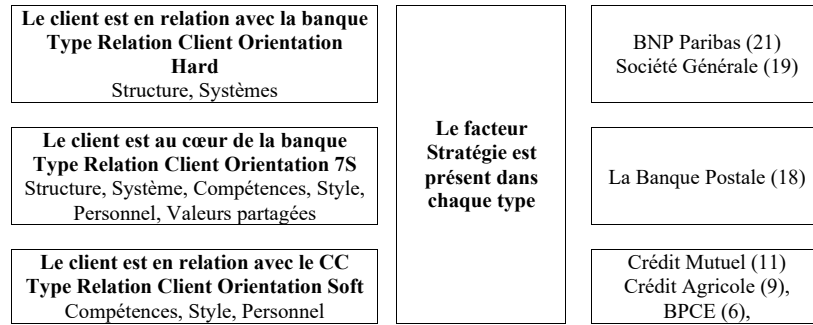 Le client est en relation avec la banque
Type Relation Client Orientation
Hard
Structure, Systèmes
BNP Paribas (21)
Société Générale (19)
Le client est au cœur de la banque
Type Relation Client Orientation 7S
Structure, Système, Compétences, Style,
Personnel, Valeurs partagées
Le facteur
Stratégie est
présent dans
chaque type
La Banque Postale (18)
Le client est en relation avec le CC
Type Relation Client Orientation Soft
Compétences, Style, Personnel
Crédit Mutuel (11)
Crédit Agricole (9),
BPCE (6),